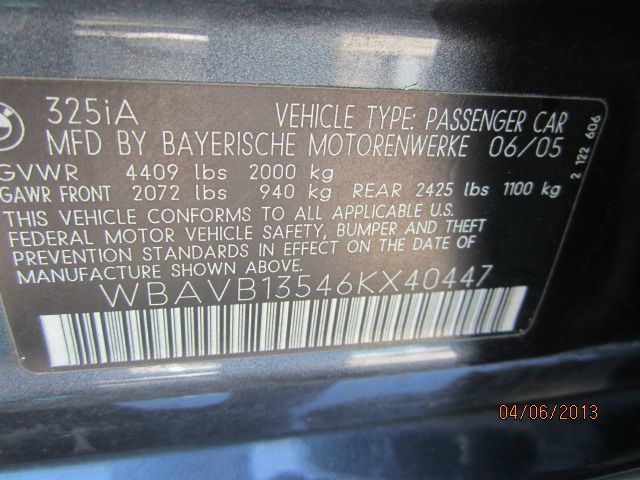 325iA VEHICLE TYPE: PASSENGER CAR
MFD BY BAYERISCHE MOTORENWERKE 06/05
GVWR 4409 lbs 2000 kg
GAWR FRONT 2072 lbs 940 kg REAR 2425 lbs 1100 kg
THIS VEHICLE CONFORMS TO ALL APPLICABLE U.S.
FEDERAL MOTOR VEHICLE SAFETY, BUMPER AND THEFT
PREVENTION STANDARDS IN EFFECT ON THE DATE OF
MANUFACTURE SHOWN ABOVE.
WBAVB13546KX40447
2 122 606
04/06/2013